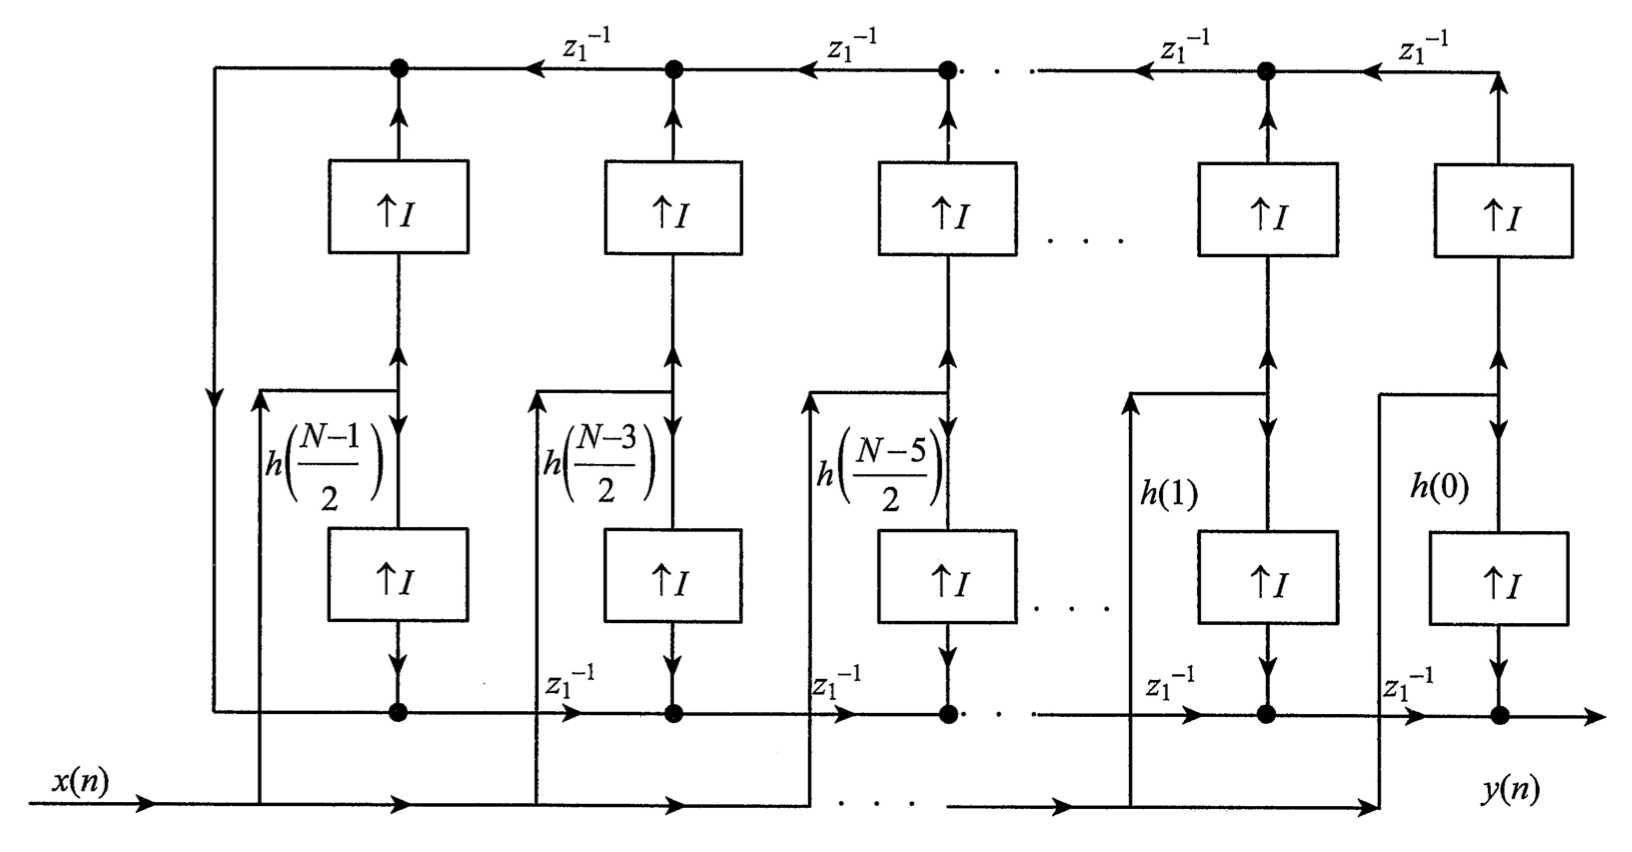 z₁⁻¹ z₁⁻¹ z₁⁻¹ z₁⁻¹
↑I ↑I ↑I ↑I ↑I
. . .
h((N–1)/2) h((N–3)/2) h((N–5)/2) h(1) h(0)
↑I ↑I ↑I ↑I ↑I
. . .
z₁⁻¹ z₁⁻¹ z₁⁻¹ z₁⁻¹
x(n) . . . y(n)